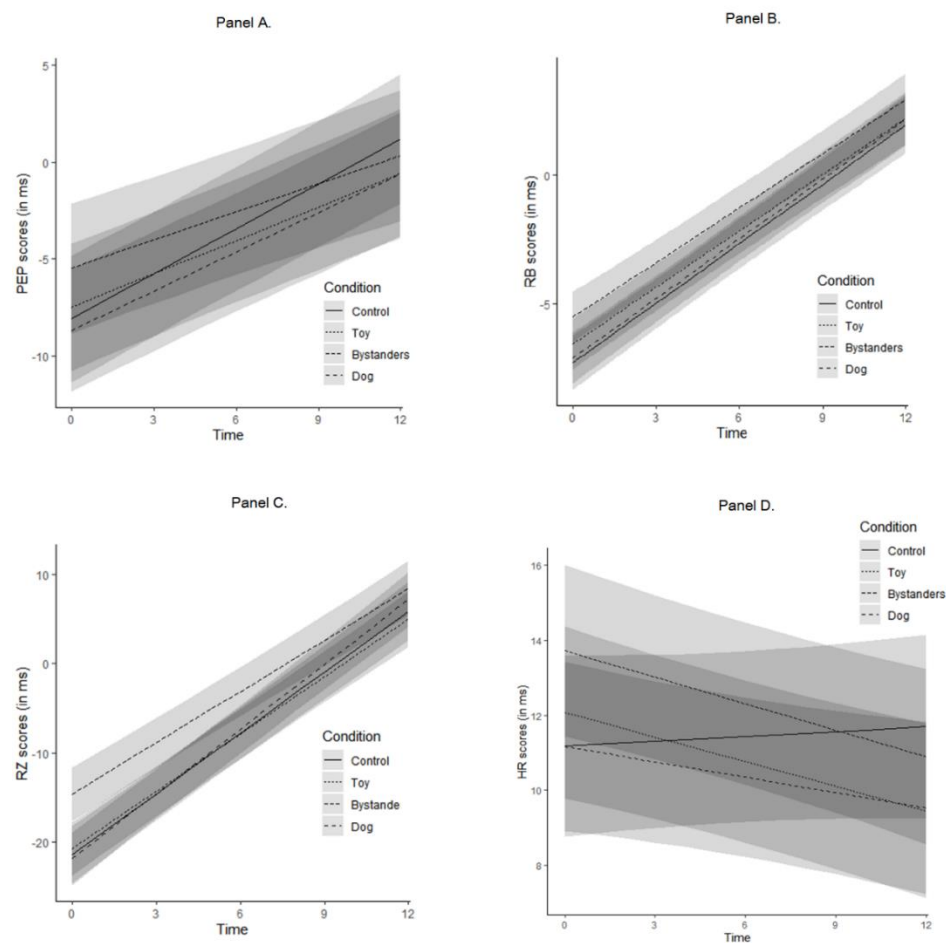 Panel A.
5
0
-5
-10
PEP scores (in ms)
0 3 6 9 12
Time
Condition
Control
Toy
Bystanders
Dog
Panel B.
0
-5
RB scores (in ms)
0 3 6 9 12
Time
Condition
Control
Toy
Bystanders
Dog
Panel C.
10
0
-10
-20
RZ scores (in ms)
0 3 6 9 12
Time
Condition
Control
Toy
Bystande
Dog
Panel D.
Condition
Control
Toy
Bystanders
Dog
16
14
12
10
8
HR scores (in ms)
0 3 6 9 12
Time